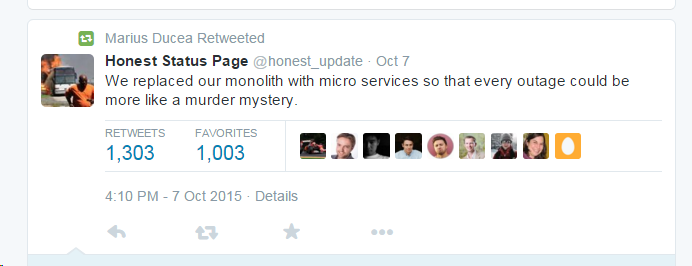 Marius Ducea Retweeted
Honest Status Page @honest_update · Oct 7
We replaced our monolith with micro services so that every outage could be
more like a murder mystery.
RETWEETS FAVORITES
1,303 1,003
4:10 PM - 7 Oct 2015 · Details